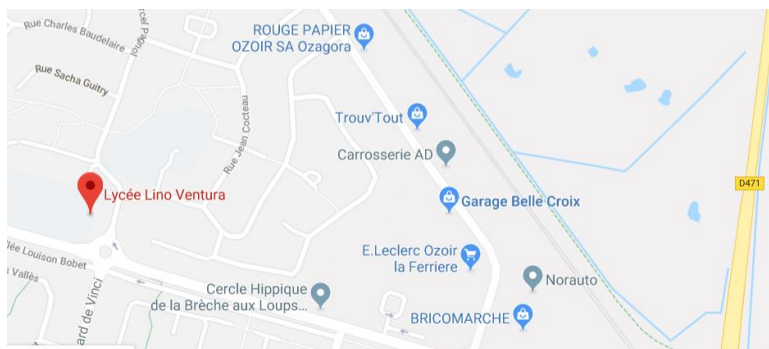 Rue Charles Baudelaire
ROUGE PAPIER
OZOIR SA Ozagora
Rue Sacha Guitry
Trouv'Tout
Rue Jean Cocteau
Carrosserie AD
D471
Lycée Lino Ventura
Garage Belle Croix
Louison Bobet
Vallès
E.Leclerc Ozoir
la Ferriere
Norauto
Cercle Hippique
de la Brèche aux Loups...
ard de Vinci
BRICOMARCHE